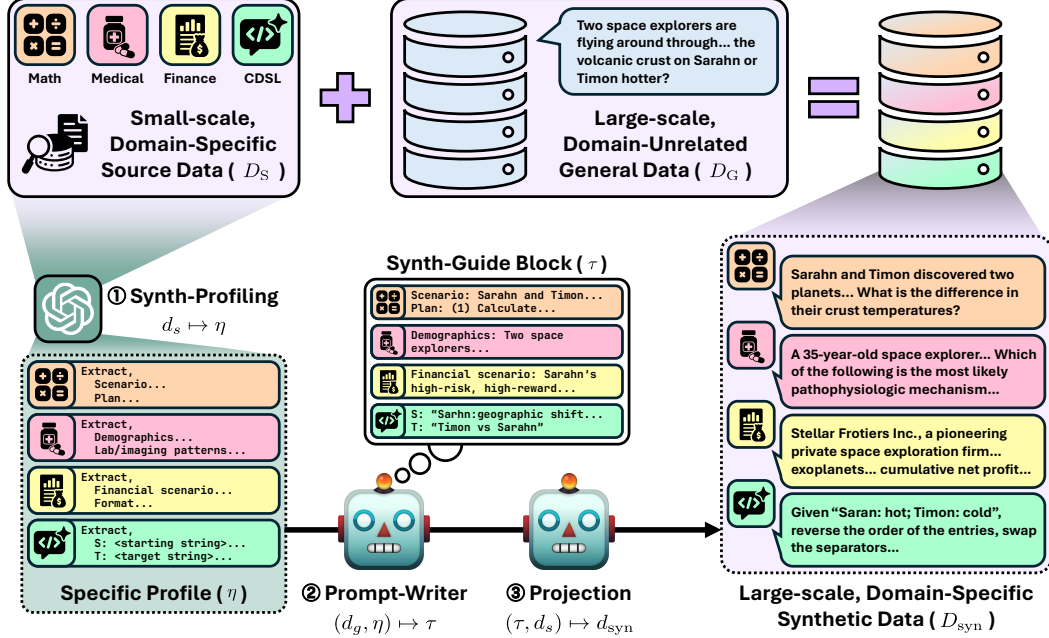 Math
Medical
Finance
CDSL
Small-scale,
Domain-Specific
Source Data ( D_S )
Two space explorers are
flying around through... the
volcanic crust on Sarahn or
Timon hotter?
Large-scale,
Domain-Unrelated
General Data ( D_G )
① Synth-Profiling
d_s ↦ η
Extract,
Scenario...
Plan...
Extract,
Demographics...
Lab/imaging patterns...
Extract,
Financial scenario...
Format...
Extract,
S: <starting string>...
T: <target string>...
Specific Profile ( η )
Synth-Guide Block ( τ )
Scenario: Sarahn and Timon...
Plan: (1) Calculate...
Demographics: Two space
explorers...
Financial scenario: Sarahn's
high-risk, high-reward...
S: “Sarhn:geographic shift...
T: “Timon vs Sarahn”
② Prompt-Writer
(d_g, η) ↦ τ
③ Projection
(τ, d_s) ↦ d_syn
Sarahn and Timon discovered two
planets... What is the difference in
their crust temperatures?
A 35-year-old space explorer... Which
of the following is the most likely
pathophysiologic mechanism...
Stellar Frotiers Inc., a pioneering
private space exploration firm...
exoplanets... cumulative net profit...
Given “Saran: hot; Timon: cold”,
reverse the order of the entries, swap
the separators...
Large-scale, Domain-Specific
Synthetic Data ( D_syn )